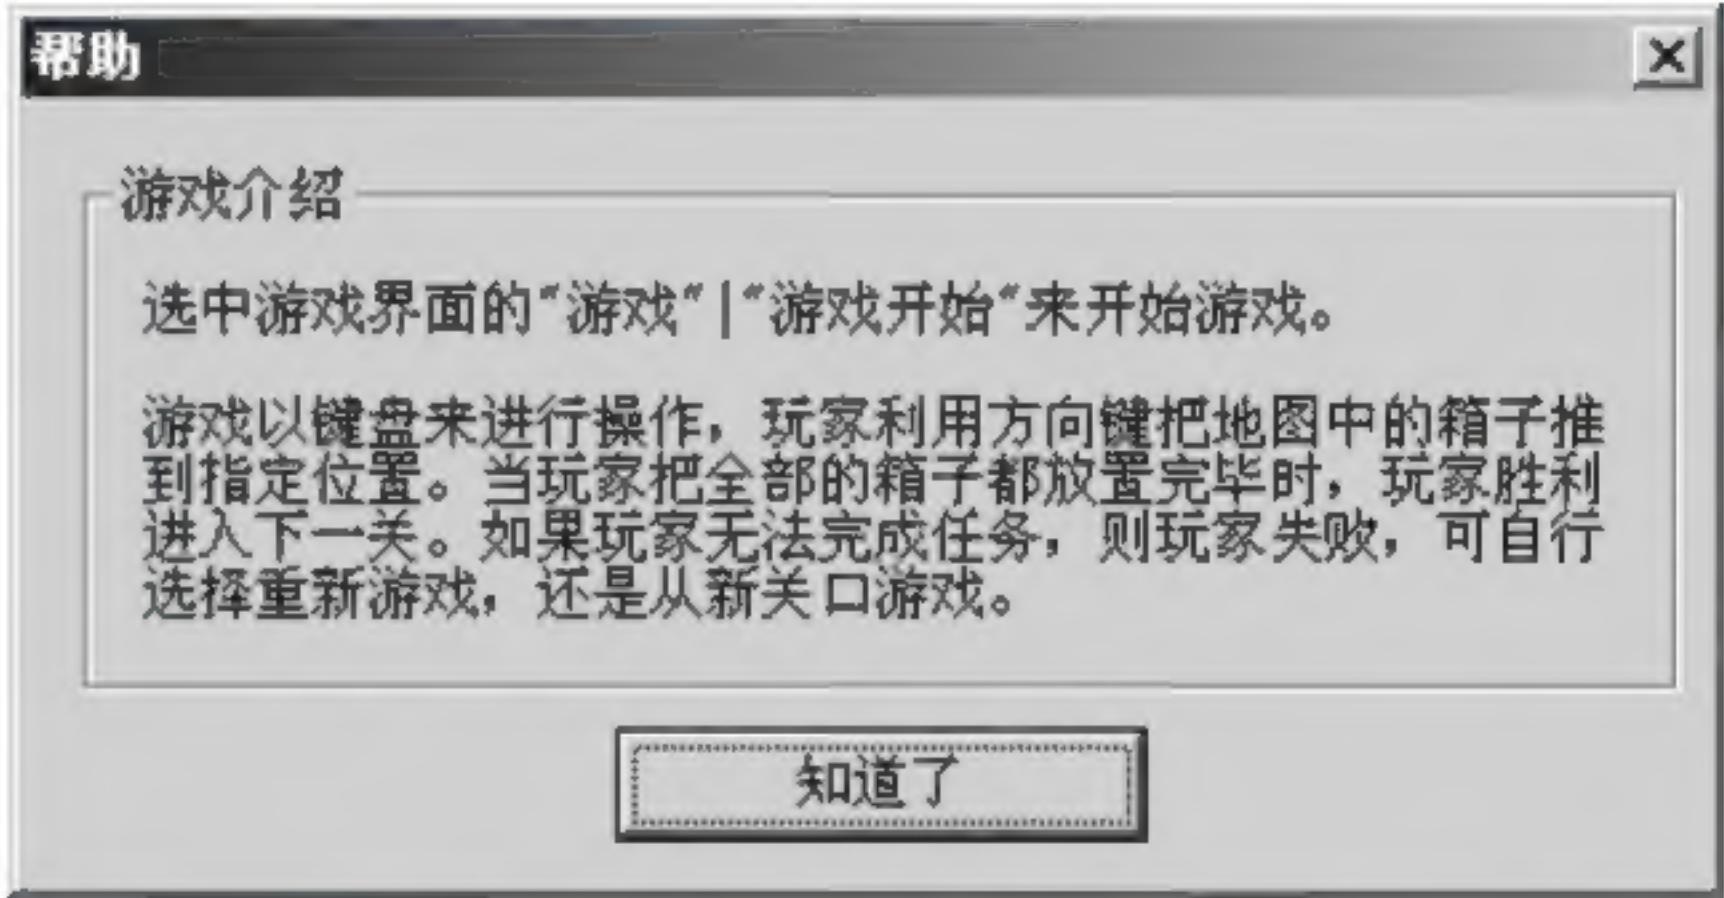 帮助
游戏介绍
选中游戏界面的"游戏"|"游戏开始"来开始游戏。
游戏以键盘来进行操作，玩家利用方向键把地图中的箱子推
到指定位置。当玩家把全部的箱子都放置完毕时，玩家胜利
进入下一关。如果玩家无法完成任务，则玩家失败，可自行
选择重新游戏，还是从新关口游戏。
知道了